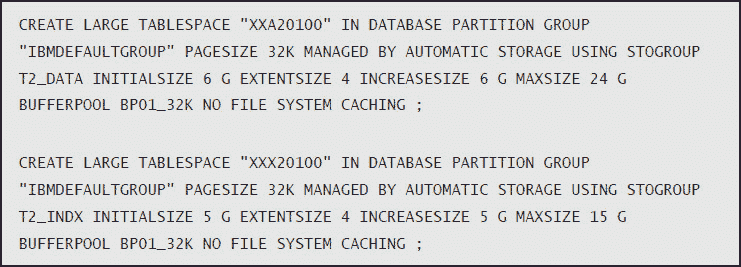 CREATE LARGE TABLESPACE "XXA20100" IN DATABASE PARTITION GROUP
"IBMDEFAULTGROUP" PAGESIZE 32K MANAGED BY AUTOMATIC STORAGE USING STOGROUP
T2_DATA INITIALSIZE 6 G EXTENTSIZE 4 INCREASESIZE 6 G MAXSIZE 24 G
BUFFERPOOL BP01_32K NO FILE SYSTEM CACHING ;
CREATE LARGE TABLESPACE "XXX20100" IN DATABASE PARTITION GROUP
"IBMDEFAULTGROUP" PAGESIZE 32K MANAGED BY AUTOMATIC STORAGE USING STOGROUP
T2_INDX INITIALSIZE 5 G EXTENTSIZE 4 INCREASESIZE 5 G MAXSIZE 15 G
BUFFERPOOL BP01_32K NO FILE SYSTEM CACHING ;